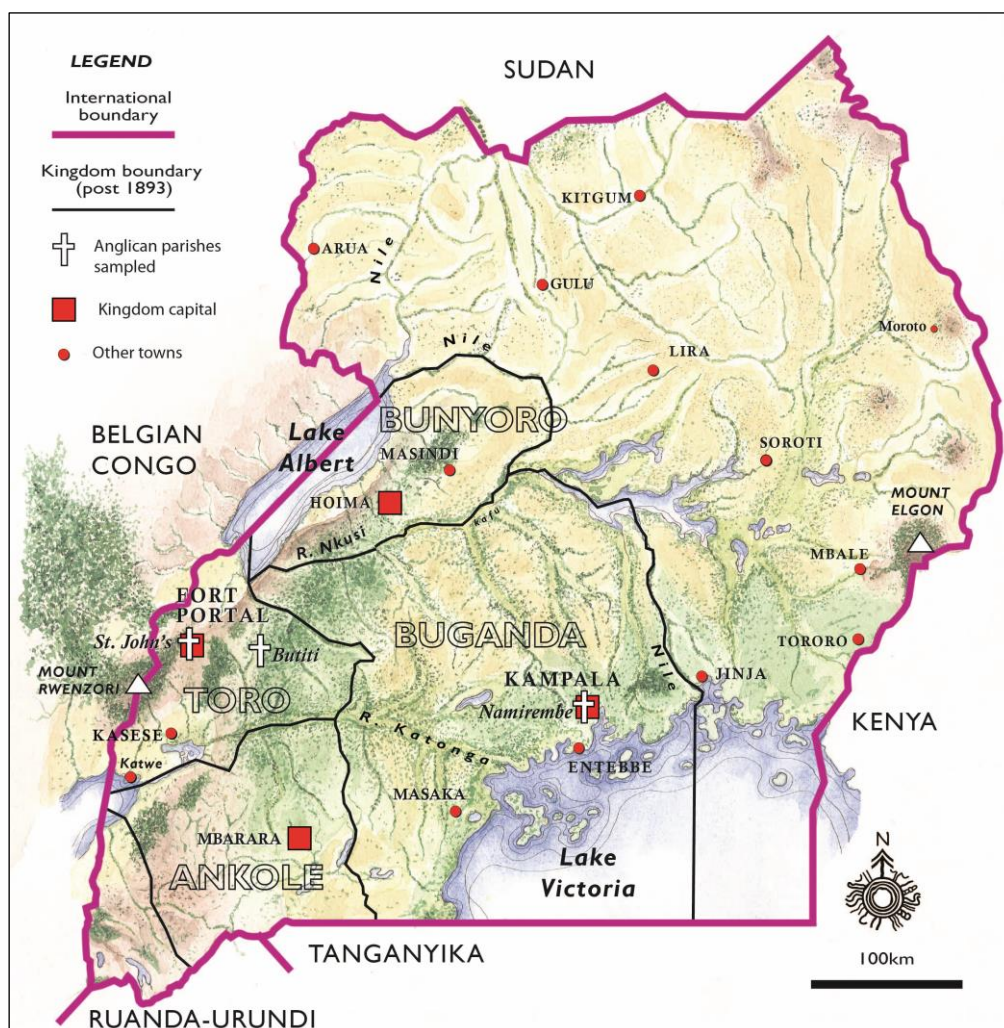 LEGEND
International
boundary
Kingdom boundary
(post 1893)
Anglican parishes
sampled
Kingdom capital
Other towns
SUDAN
KITGUM
ARUA
Nile
GULU
Moroto
Nile
LIRA
BUNYORO
BELGIAN
CONGO
Lake
Albert
MASINDI
SOROTI
HOIMA
MOUNT
ELGON
R. Nkusi
Kafu
MBALE
FORT
PORTAL
St. John's
Butiti
BUGANDA
TORORO
Nile
MOUNT
RWENZORI
TORO
KAMPALA
JINJA
Namirembe
KASESE
R. Katonga
KENYA
Katwe
ENTEBBE
MASAKA
MBARARA
ANKOLE
Lake
Victoria
N
TANGANYIKA
100km
RUANDA-URUNDI